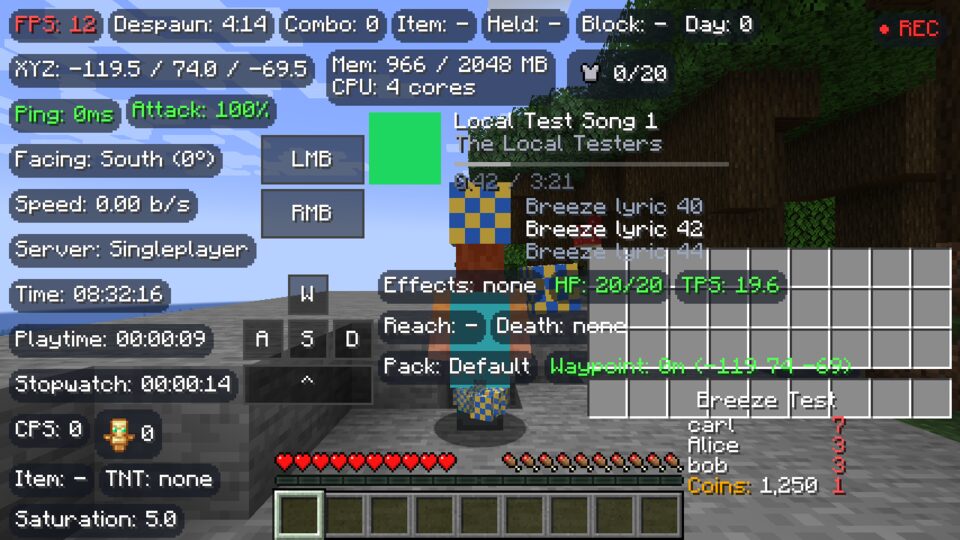 FPS: 12 Despawn: 4:14 Combo: 0 Item: - Held: - Block: - Day: 0 REC
XYZ: -119.5 / 74.0 / -69.5
Mem: 966 / 2048 MB
CPU: 4 cores
0/20
Ping: 0ms Attack: 100%
Local Test Song 1
The Local Testers
0:42 / 3:21
Facing: South (0°)
LMB
Speed: 0.00 b/s
RMB
Breeze lyric 40
Breeze lyric 42
Breeze lyric 44
Server: Singleplayer
Effects: none HP: 20/20 TPS: 19.6
Time: 08:32:16
W
Reach: - Death: none
Playtime: 00:00:09
A S D
Pack: Default Waypoint: 0m (-119 74 -69)
Stopwatch: 00:00:14
^
Breeze Test
carl 7
Alice 3
bob 3
Coins: 1,250 1
CPS: 0 0
Item: - TNT: none
Saturation: 5.0